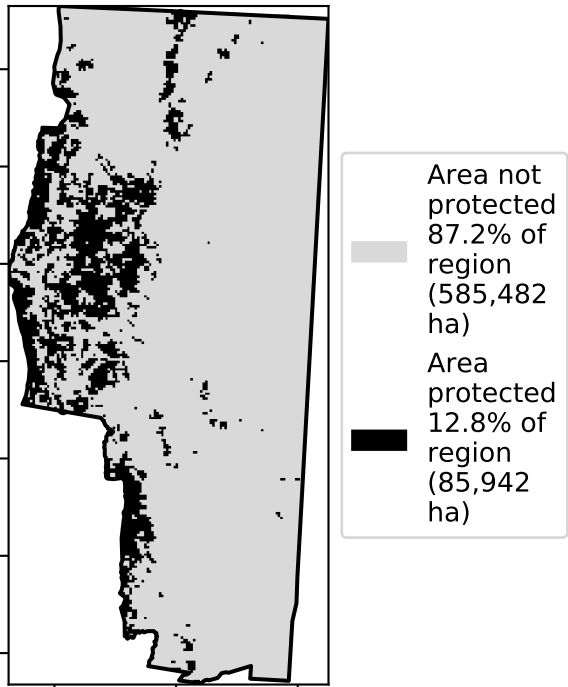 Area not
protected
87.2% of
region
(585,482
ha)
Area
protected
12.8% of
region
(85,942
ha)